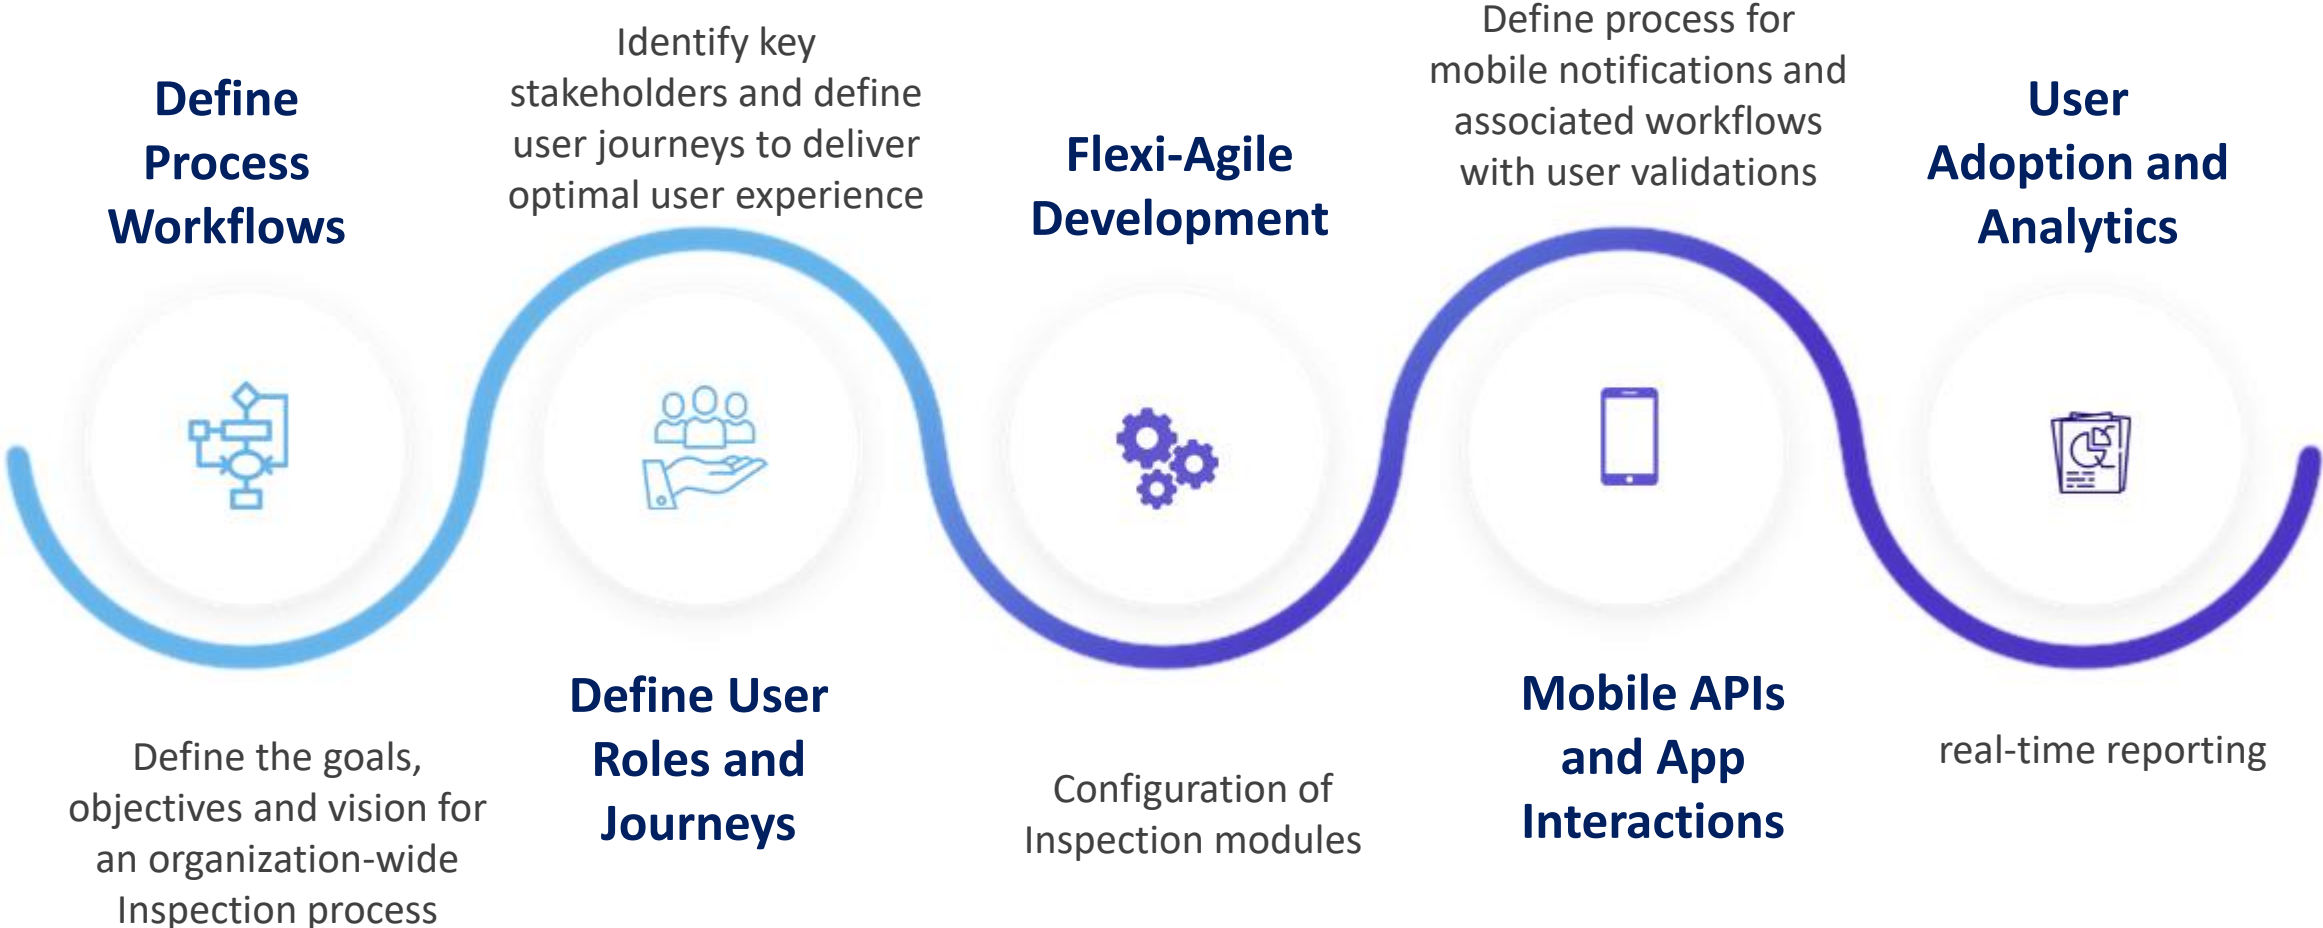 Define
Process
Workflows
Define the goals,
objectives and vision for
an organization-wide
Inspection process
Identify key
stakeholders and define
user journeys to deliver
optimal user experience
Define User
Roles and
Journeys
Flexi-Agile
Development
Configuration of
Inspection modules
Define process for
mobile notifications and
associated workflows
with user validations
Mobile APIs
and App
Interactions
User
Adoption and
Analytics
real-time reporting